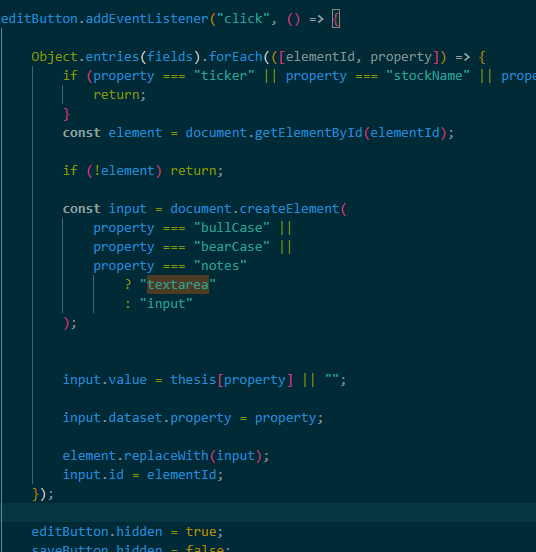 editButton.addEventListener("click", () => {
Object.entries(fields).forEach(([elementId, property]) => {
if (property === "ticker" || property === "stockName" || prope
return;
}
const element = document.getElementById(elementId);
if (!element) return;
const input = document.createElement(
property === "bullCase" ||
property === "bearCase" ||
property === "notes"
? "textarea"
: "input"
);
input.value = thesis[property] || "";
input.dataset.property = property;
element.replaceWith(input);
input.id = elementId;
});
editButton.hidden = true;
saveButton.hidden = false;